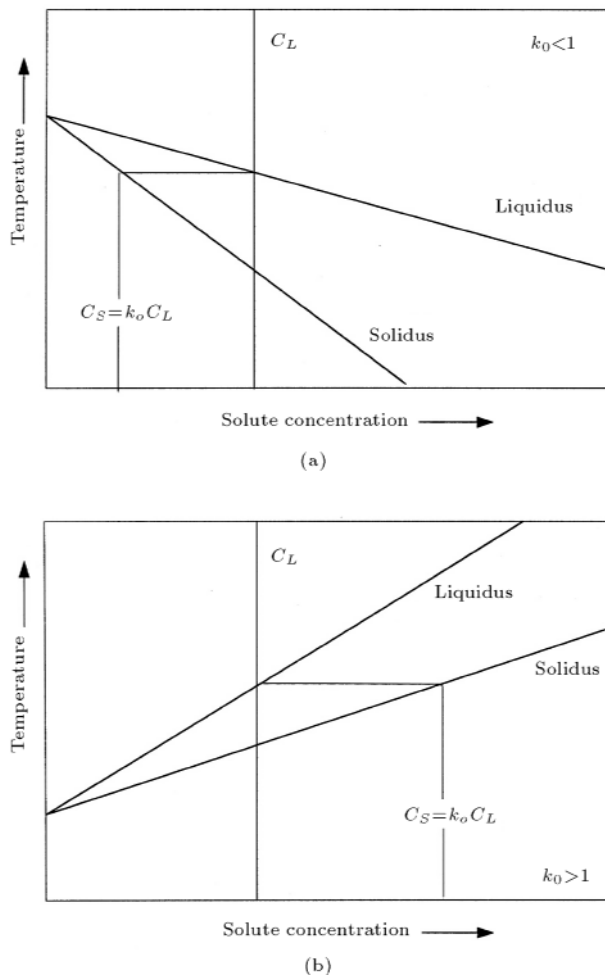 C_L
k_0<1
Temperature
Liquidus
C_S=k_oC_L
Solidus
Solute concentration
(a)
C_L
Liquidus
Temperature
Solidus
C_S=k_oC_L
k_0>1
Solute concentration
(b)